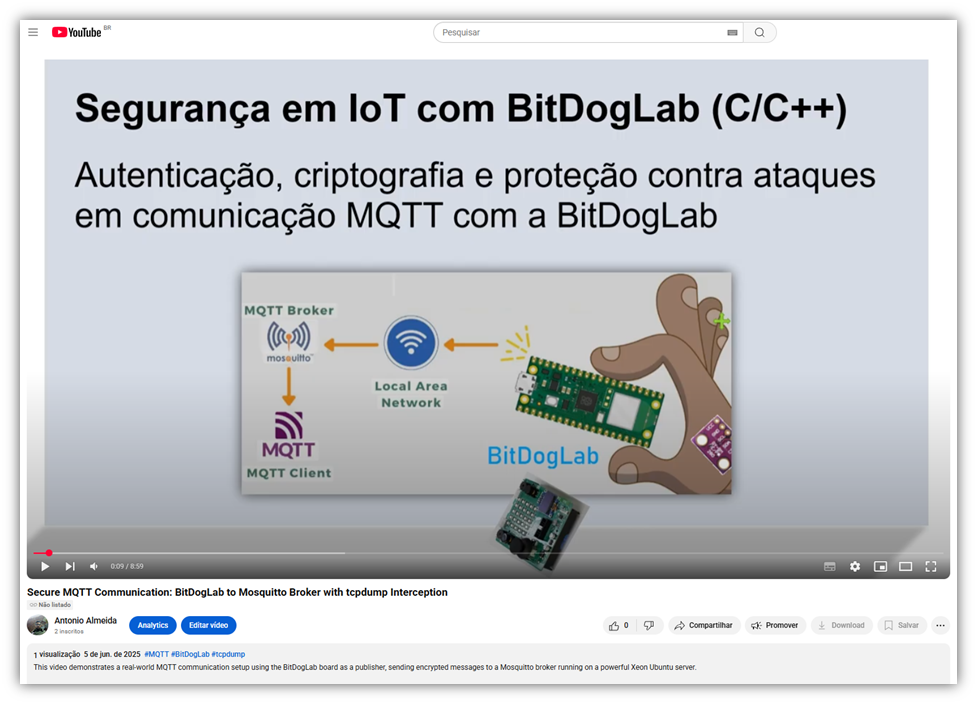 YouTube BR
Pesquisar
Segurança em IoT com BitDogLab (C/C++)
Autenticação, criptografia e proteção contra ataques
em comunicação MQTT com a BitDogLab
MQTT Broker
mosquitto
Local Area
Network
MQTT
MQTT Client
BitDogLab
0:09 / 8:59
Secure MQTT Communication: BitDogLab to Mosquitto Broker with tcpdump Interception
Não listado
Antonio Almeida
2 inscritos
Analytics
Editar vídeo
0
Compartilhar
Promover
Download
Salvar
1 visualização 5 de jun. de 2025 #MQTT #BitDogLab #tcpdump
This video demonstrates a real-world MQTT communication setup using the BitDogLab board as a publisher, sending encrypted messages to a Mosquitto broker running on a powerful Xeon Ubuntu server.